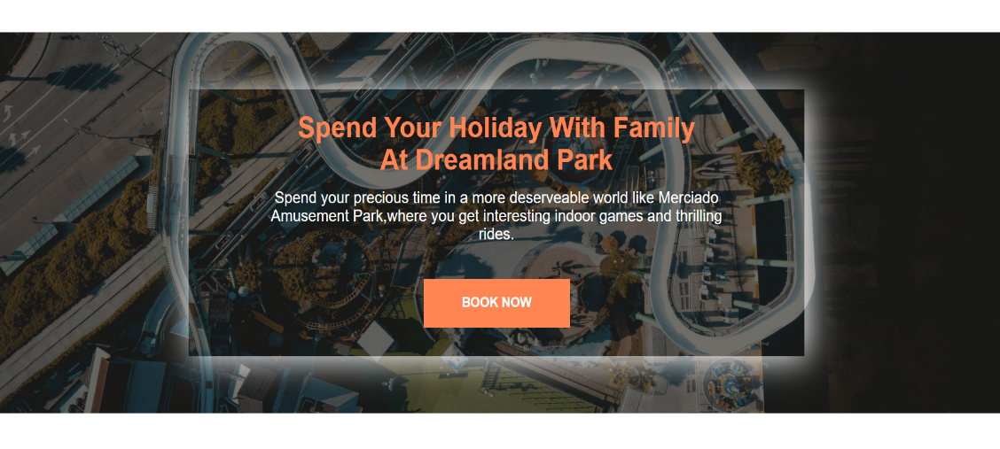 Spend Your Holiday With Family
At Dreamland Park
Spend your precious time in a more deserveable world like Merciado
Amusement Park,where you get interesting indoor games and thrilling
rides.
BOOK NOW